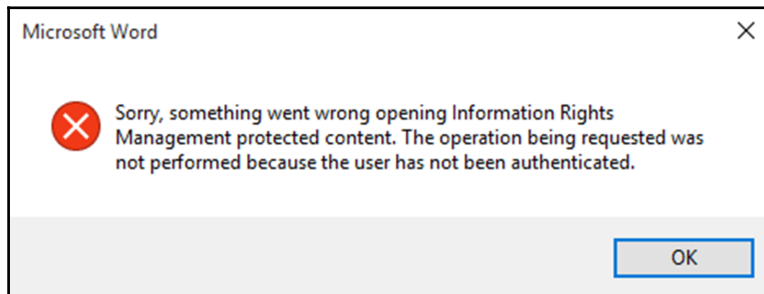 Microsoft Word
Sorry, something went wrong opening Information Rights
Management protected content. The operation being requested was
not performed because the user has not been authenticated.
OK